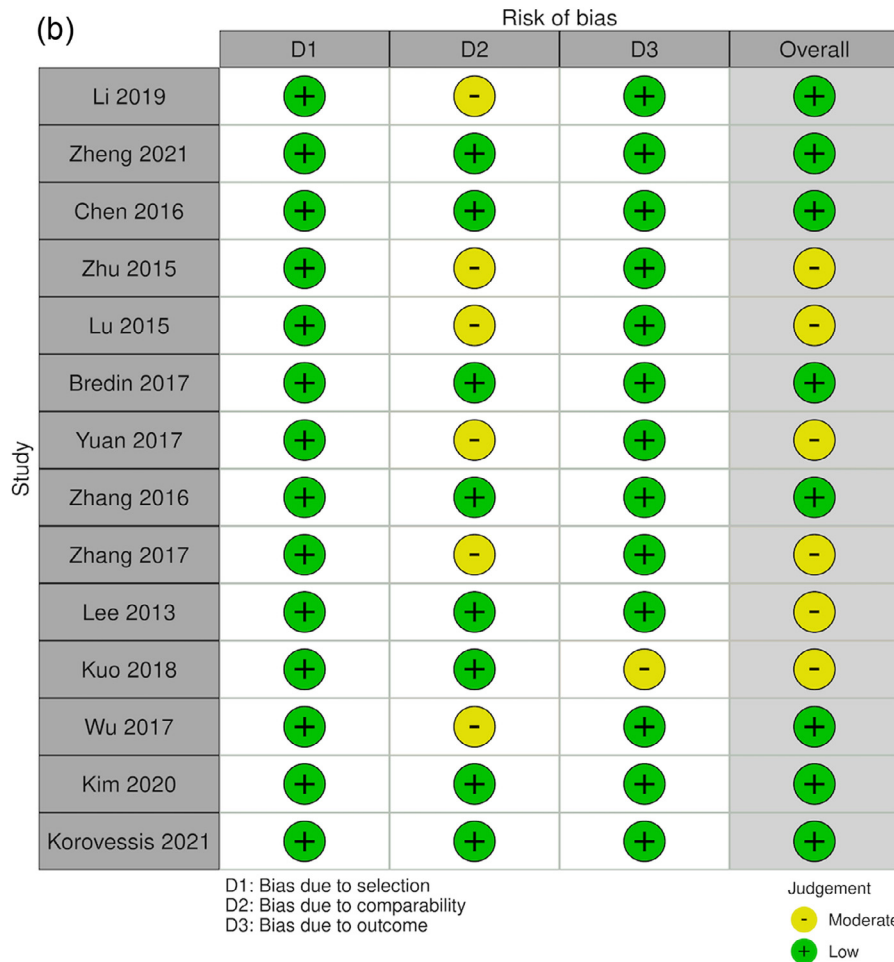 (b)
Risk of bias
D1 D2 D3 Overall
Study
Li 2019 + - + +
Zheng 2021 + + + +
Chen 2016 + + + +
Zhu 2015 + - + -
Lu 2015 + - + -
Bredin 2017 + + + +
Yuan 2017 + - + -
Zhang 2016 + + + +
Zhang 2017 + - + -
Lee 2013 + + + -
Kuo 2018 + + - -
Wu 2017 + - + +
Kim 2020 + + + +
Korovessis 2021 + + + +
D1: Bias due to selection
D2: Bias due to comparability
D3: Bias due to outcome
Judgement
- Moderate
+ Low